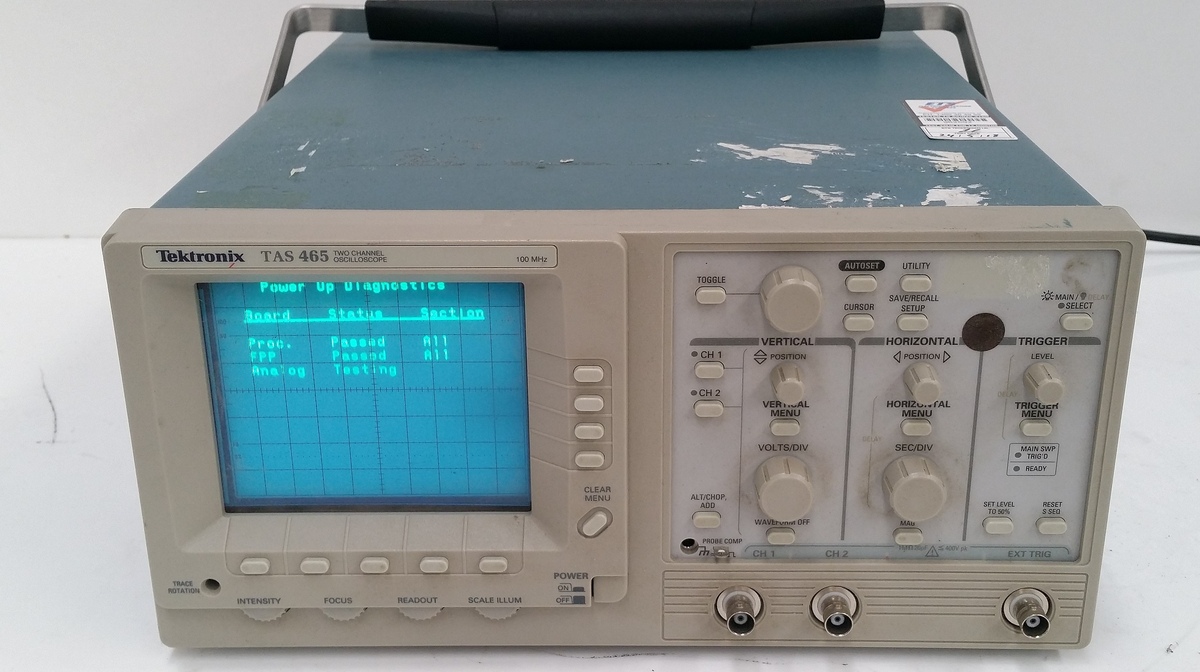 Tektronix TAS 465 TWO CHANNEL OSCILLOSCOPE 100 MHz
Power Up Diagnostics
Board Status Section
Proc. Passed All
FPP Passed All
Analog Testing
CLEAR MENU
TRACE ROTATION
INTENSITY FOCUS READOUT SCALE ILLUM
POWER
ON
OFF
TOGGLE
AUTOSET UTILITY
CURSOR SAVE/RECALL SETUP
MAIN / DELAY
SELECT
VERTICAL HORIZONTAL TRIGGER
CH 1
POSITION
POSITION
LEVEL
CH 2
DELAY
VERTICAL MENU
HORIZONTAL MENU
TRIGGER MENU
DELAY
VOLTS/DIV
SEC/DIV
MAIN SWP TRIG'D
READY
ALT/CHOP, ADD
WAVEFORM OFF
MAG
SET LEVEL TO 50%
RESET S SEQ
PROBE COMP
CH 1 CH 2 EXT TRIG